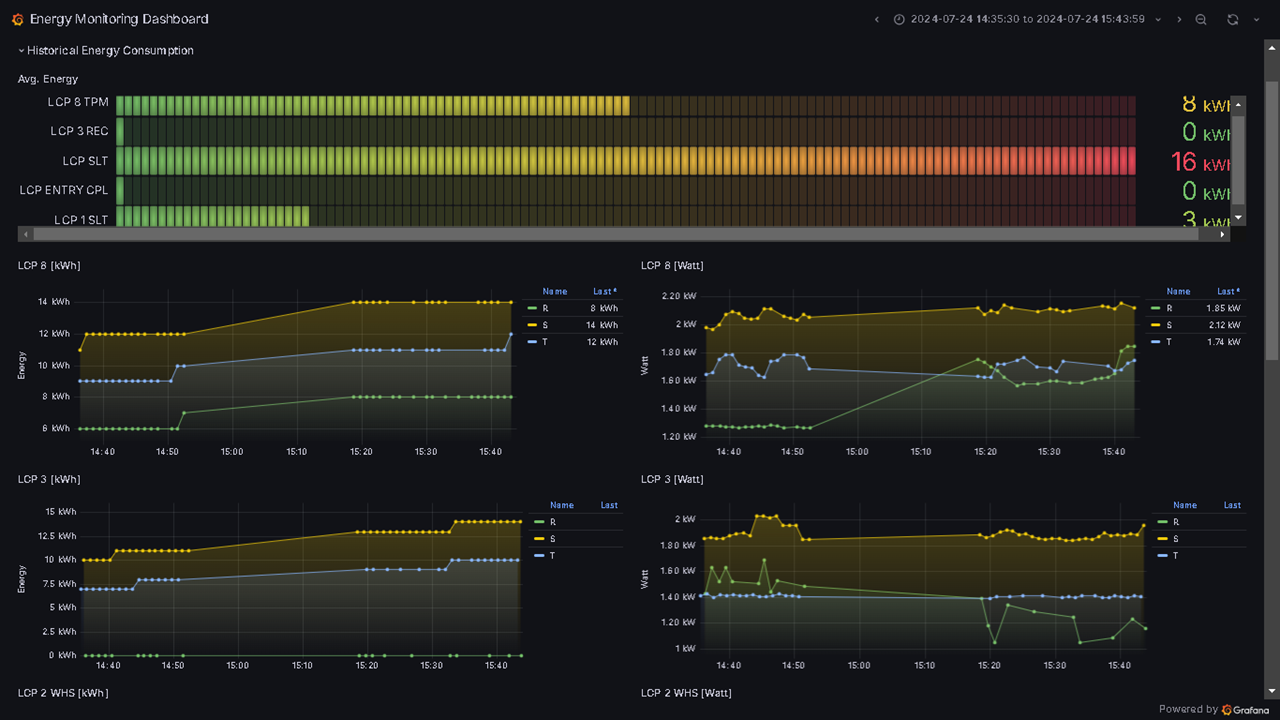 Energy Monitoring Dashboard
2024-07-24 14:35:30 to 2024-07-24 15:43:59
Historical Energy Consumption
Avg. Energy
LCP 8 TPM 8 kWh
LCP 3 REC 0 kWh
LCP SLT 16 kWh
LCP ENTRY CPL 0 kWh
LCP 1 SLT 3 kWh
LCP 8 [kWh]
Energy
14 kWh
12 kWh
10 kWh
8 kWh
6 kWh
14:40 14:50 15:00 15:10 15:20 15:30 15:40
Name Last *
R 8 kWh
S 14 kWh
T 12 kWh
LCP 8 [Watt]
Watt
2.20 kW
2 kW
1.80 kW
1.60 kW
1.40 kW
1.20 kW
14:40 14:50 15:00 15:10 15:20 15:30 15:40
Name Last *
R 1.85 kW
S 2.12 kW
T 1.74 kW
LCP 3 [kWh]
Energy
15 kWh
12.5 kWh
10 kWh
7.5 kWh
5 kWh
2.5 kWh
0 kWh
14:40 14:50 15:00 15:10 15:20 15:30 15:40
Name Last
R
S
T
LCP 3 [Watt]
Watt
2 kW
1.80 kW
1.60 kW
1.40 kW
1.20 kW
1 kW
14:40 14:50 15:00 15:10 15:20 15:30 15:40
Name Last
R
S
T
LCP 2 WHS [kWh]
LCP 2 WHS [Watt]
Powered by Grafana